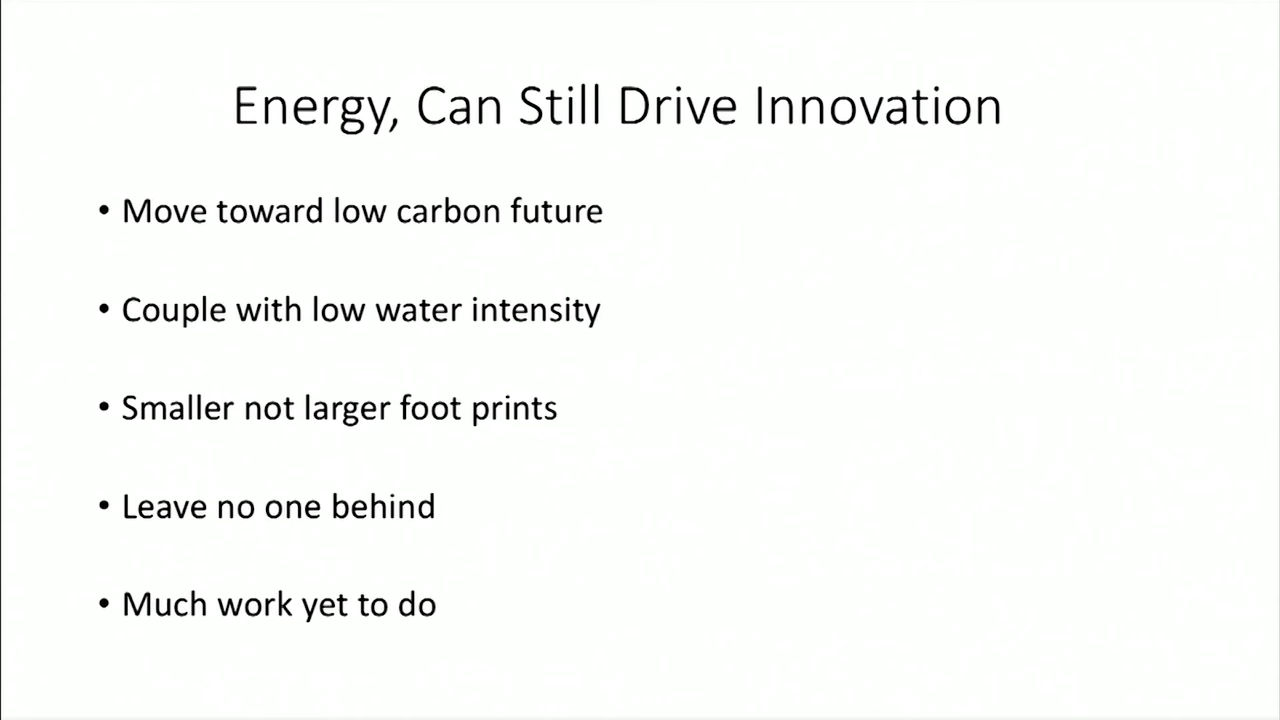 Energy, Can Still Drive Innovation
• Move toward low carbon future
• Couple with low water intensity
• Smaller not larger foot prints
• Leave no one behind
• Much work yet to do